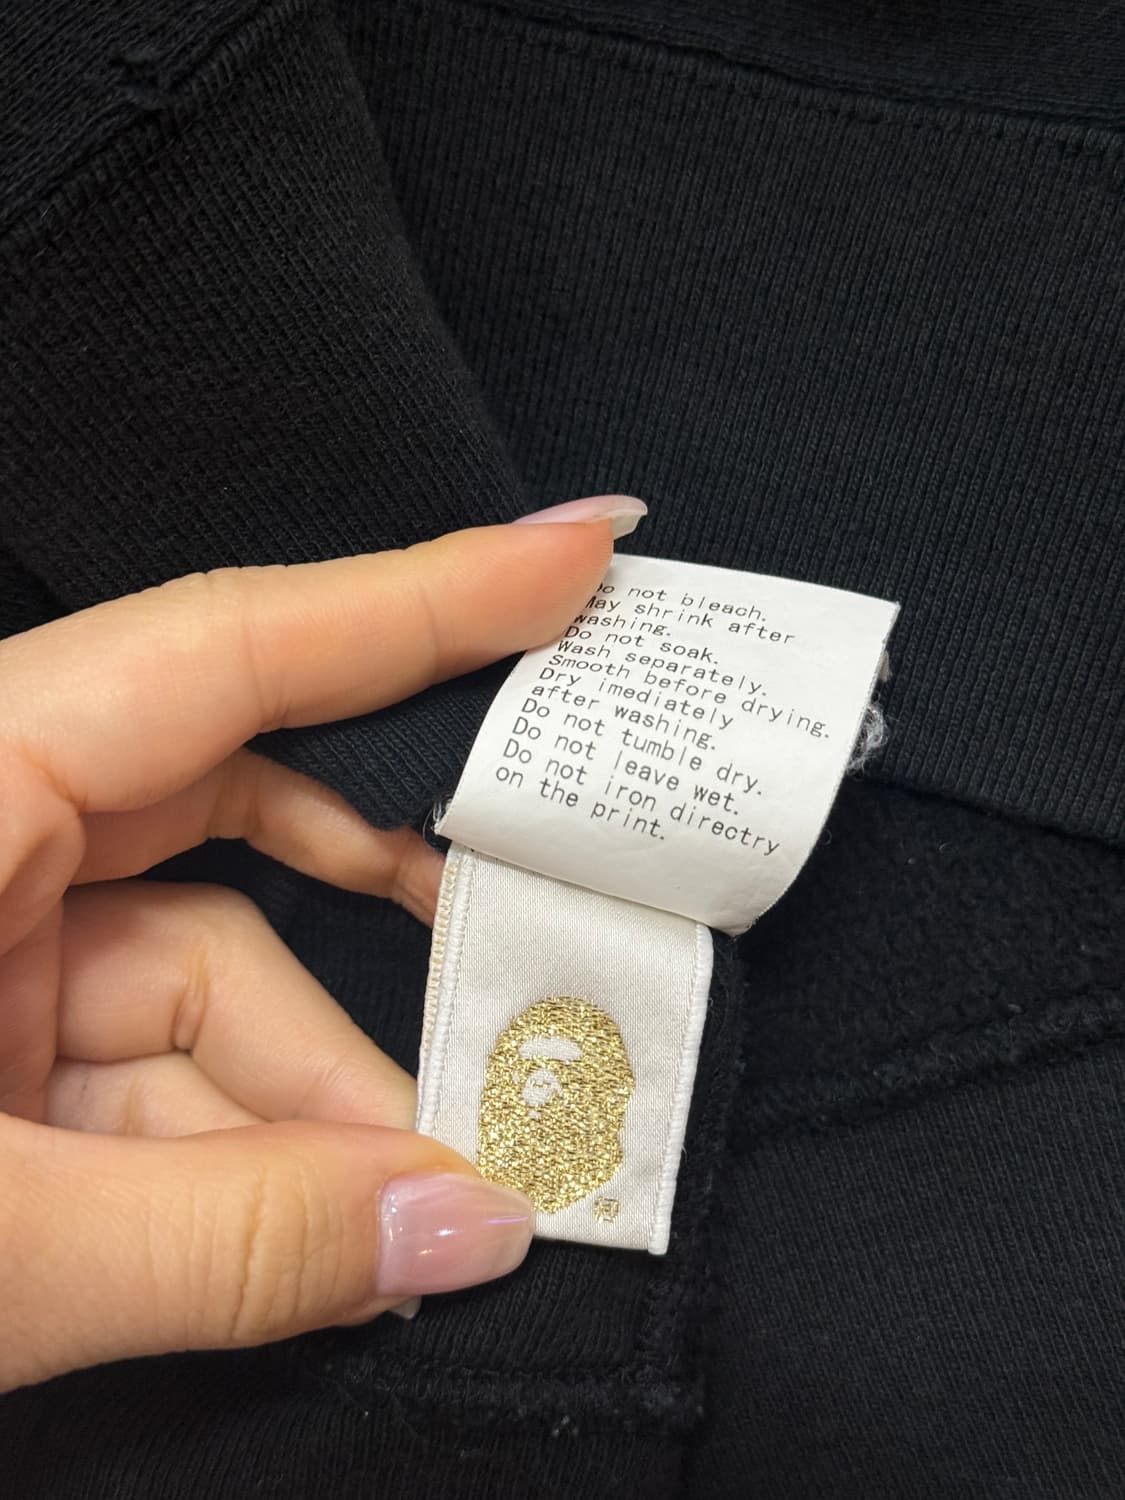 Do not bleach.
May shrink after
washing.
Do not soak.
Wash separately.
Smooth before drying.
Dry imediately
after washing.
Do not tumble dry.
Do not leave wet.
Do not iron directry
on the print.